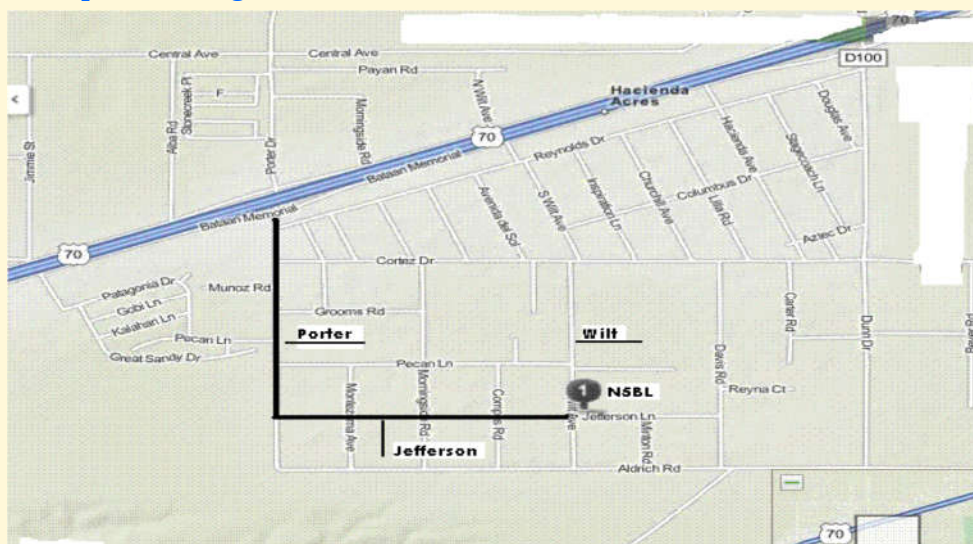 70
Central Ave
Central Ave
D100
Payan Rd
N Wilt Ave
Hacienda
Acres
F
Stonecreek Pl
Alba Rd
Jimmie St
Porter Dr
Morningside Rd
70
Bataan Memorial
Reynolds Dr
Hacienda Ave
Stagecoach Ln
Douglas Ave
Bataan Memorial
Avenida del Sol
S Wilt Ave
Inspiration Ln
Churchill Ave
Lilla Rd
Columbus Dr
Aztec Dr
70
Cortez Dr
Patagonia Dr
Munoz Rd
Gobi Ln
Kalahari Ln
Grooms Rd
Carter Rd
Dunn Dr
Porter
Wilt
Pecan Ln
Great Sandy Dr
Pecan Ln
Davis Rd
Montezuma Ave
Morningside Rd
Compas Rd
1
NSBL
Reyna Ct
Jefferson Ln
Minton Rd
Jefferson
Aldrich Rd
70